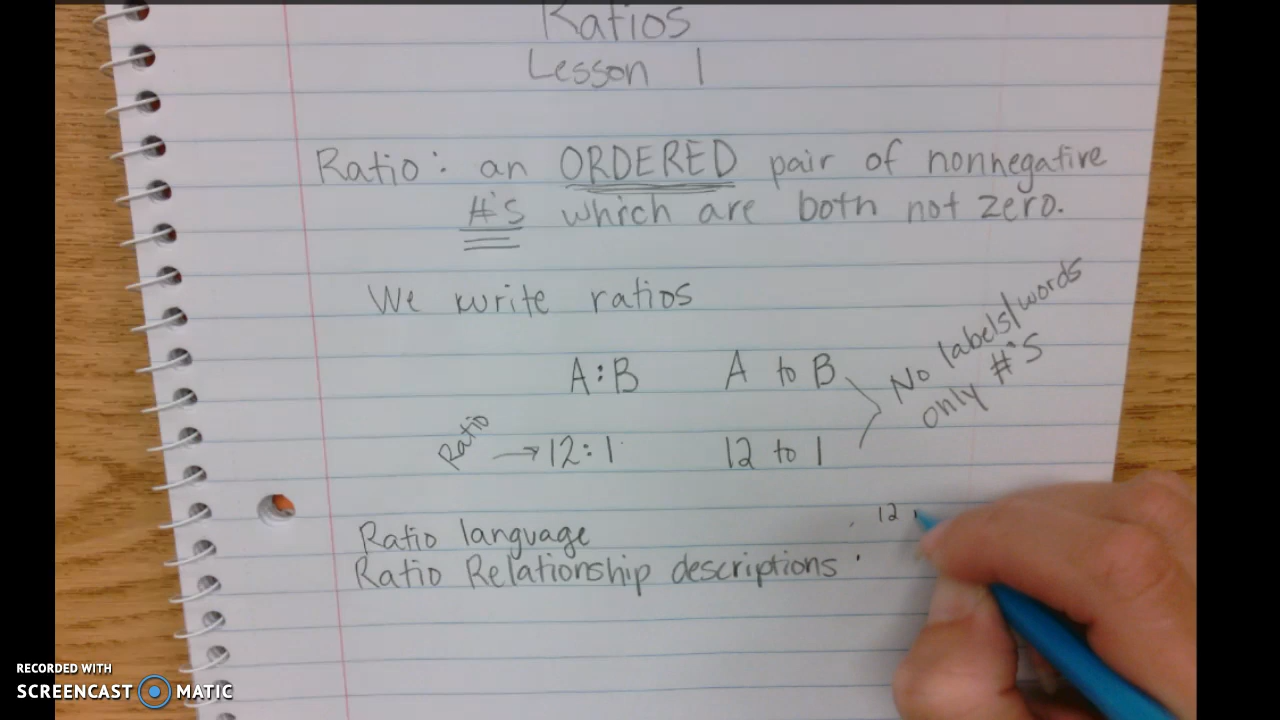 Ratios
Lesson 1
Ratio: an ORDERED pair of nonnegative
#'s which are both not zero.
We write ratios
A:B A to B
No labels/words
only #'s
Ratio → 12:1 12 to 1
12
Ratio language
Ratio Relationship descriptions
RECORDED WITH
SCREENCAST MATIC